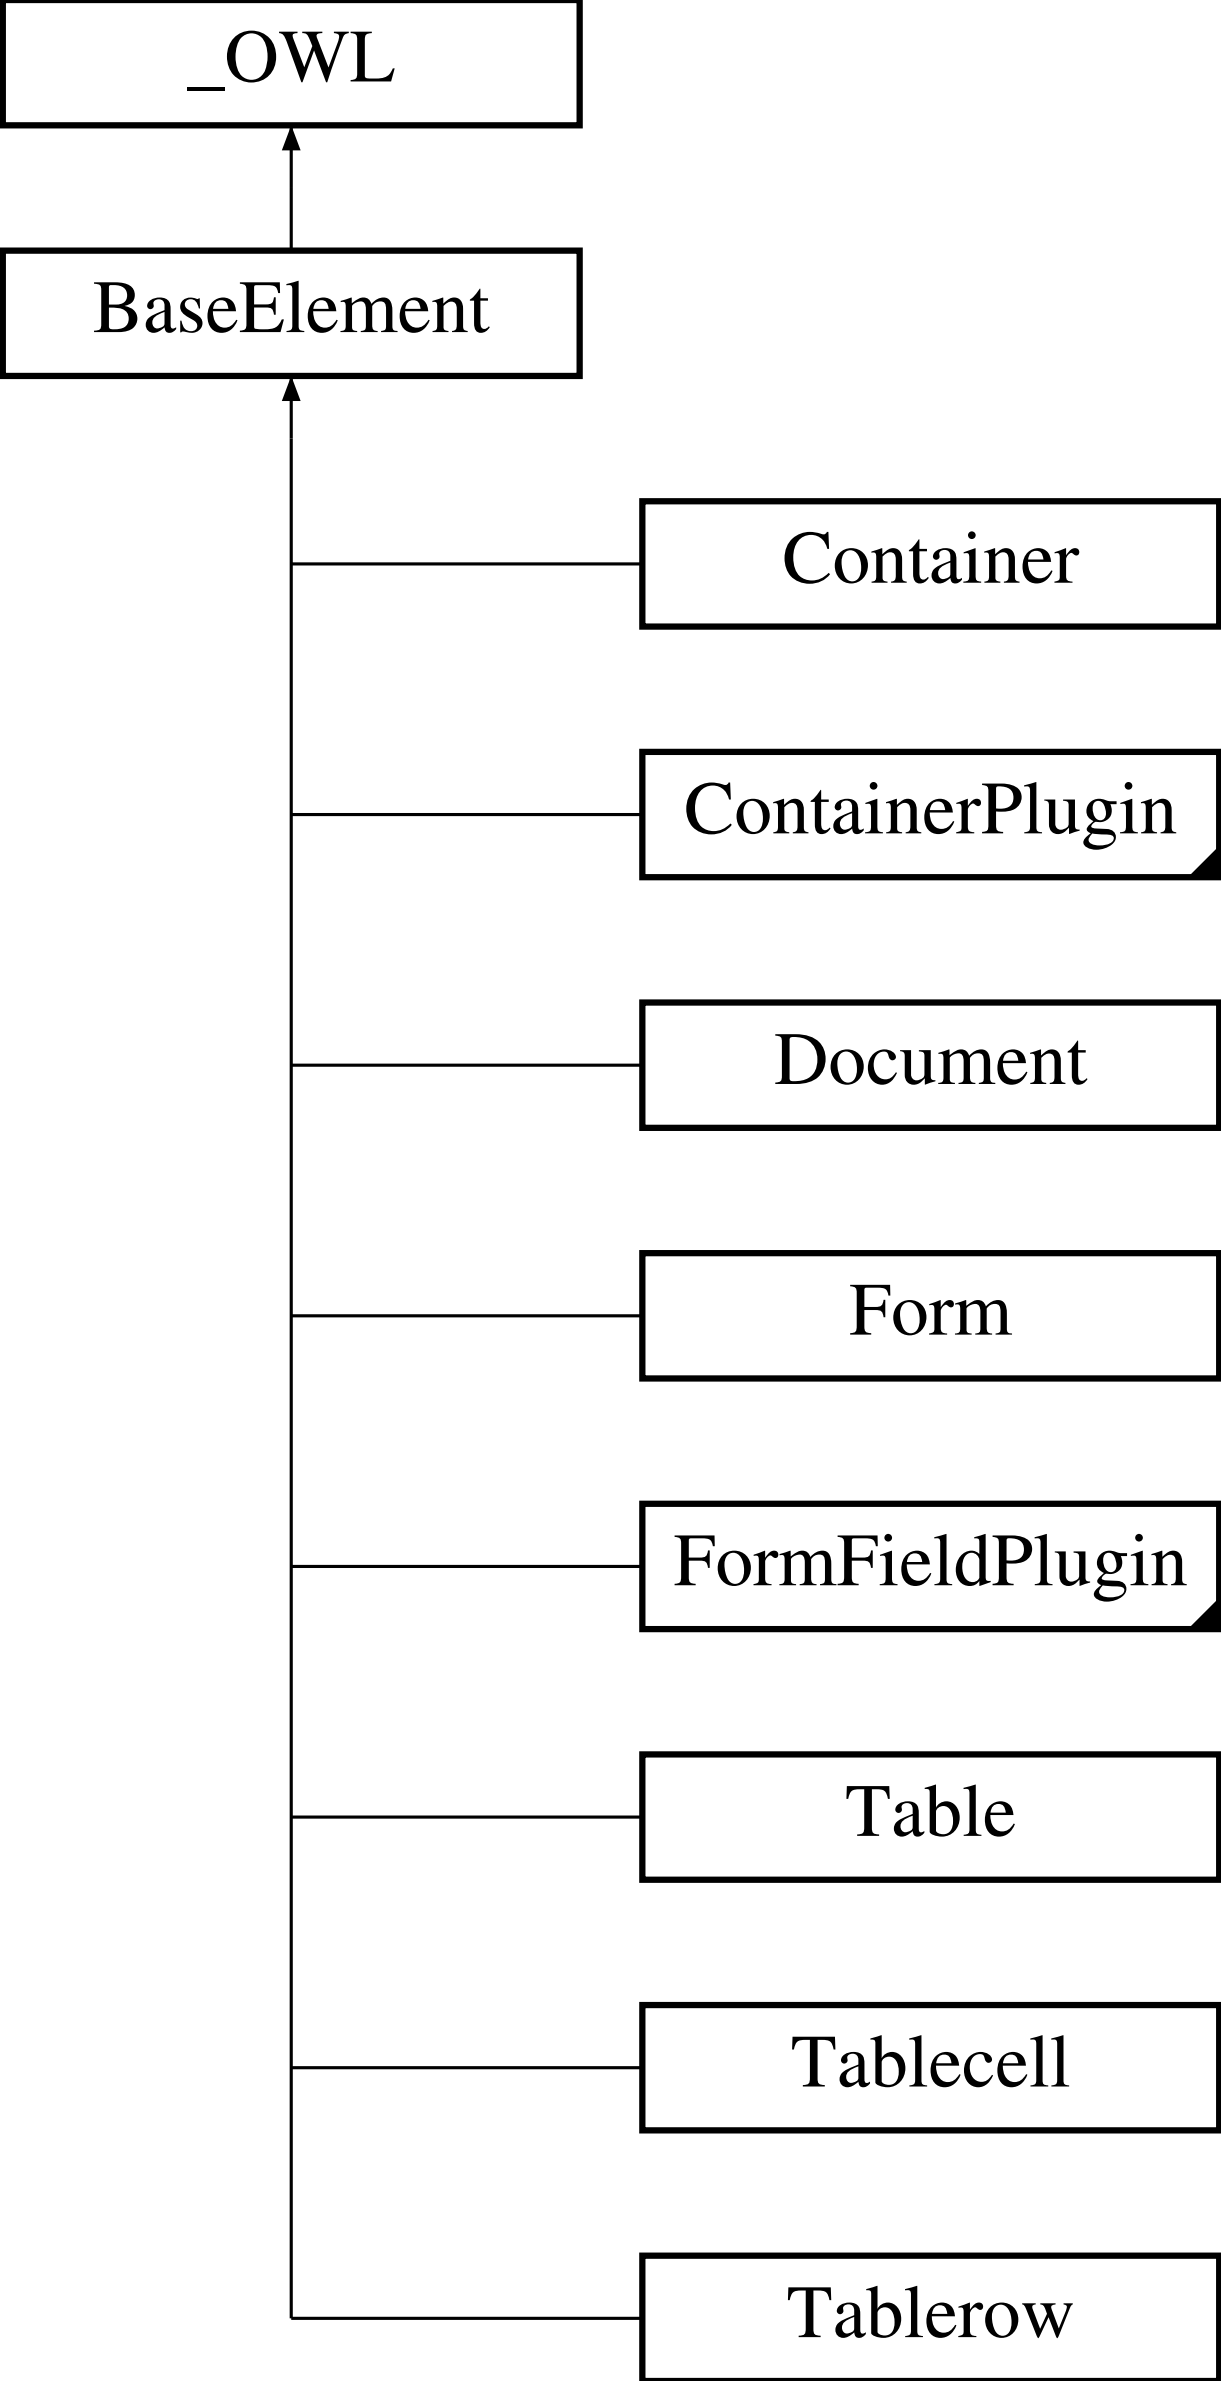 _OWL
BaseElement
Container
ContainerPlugin
Document
Form
FormFieldPlugin
Table
Tablecell
Tablerow